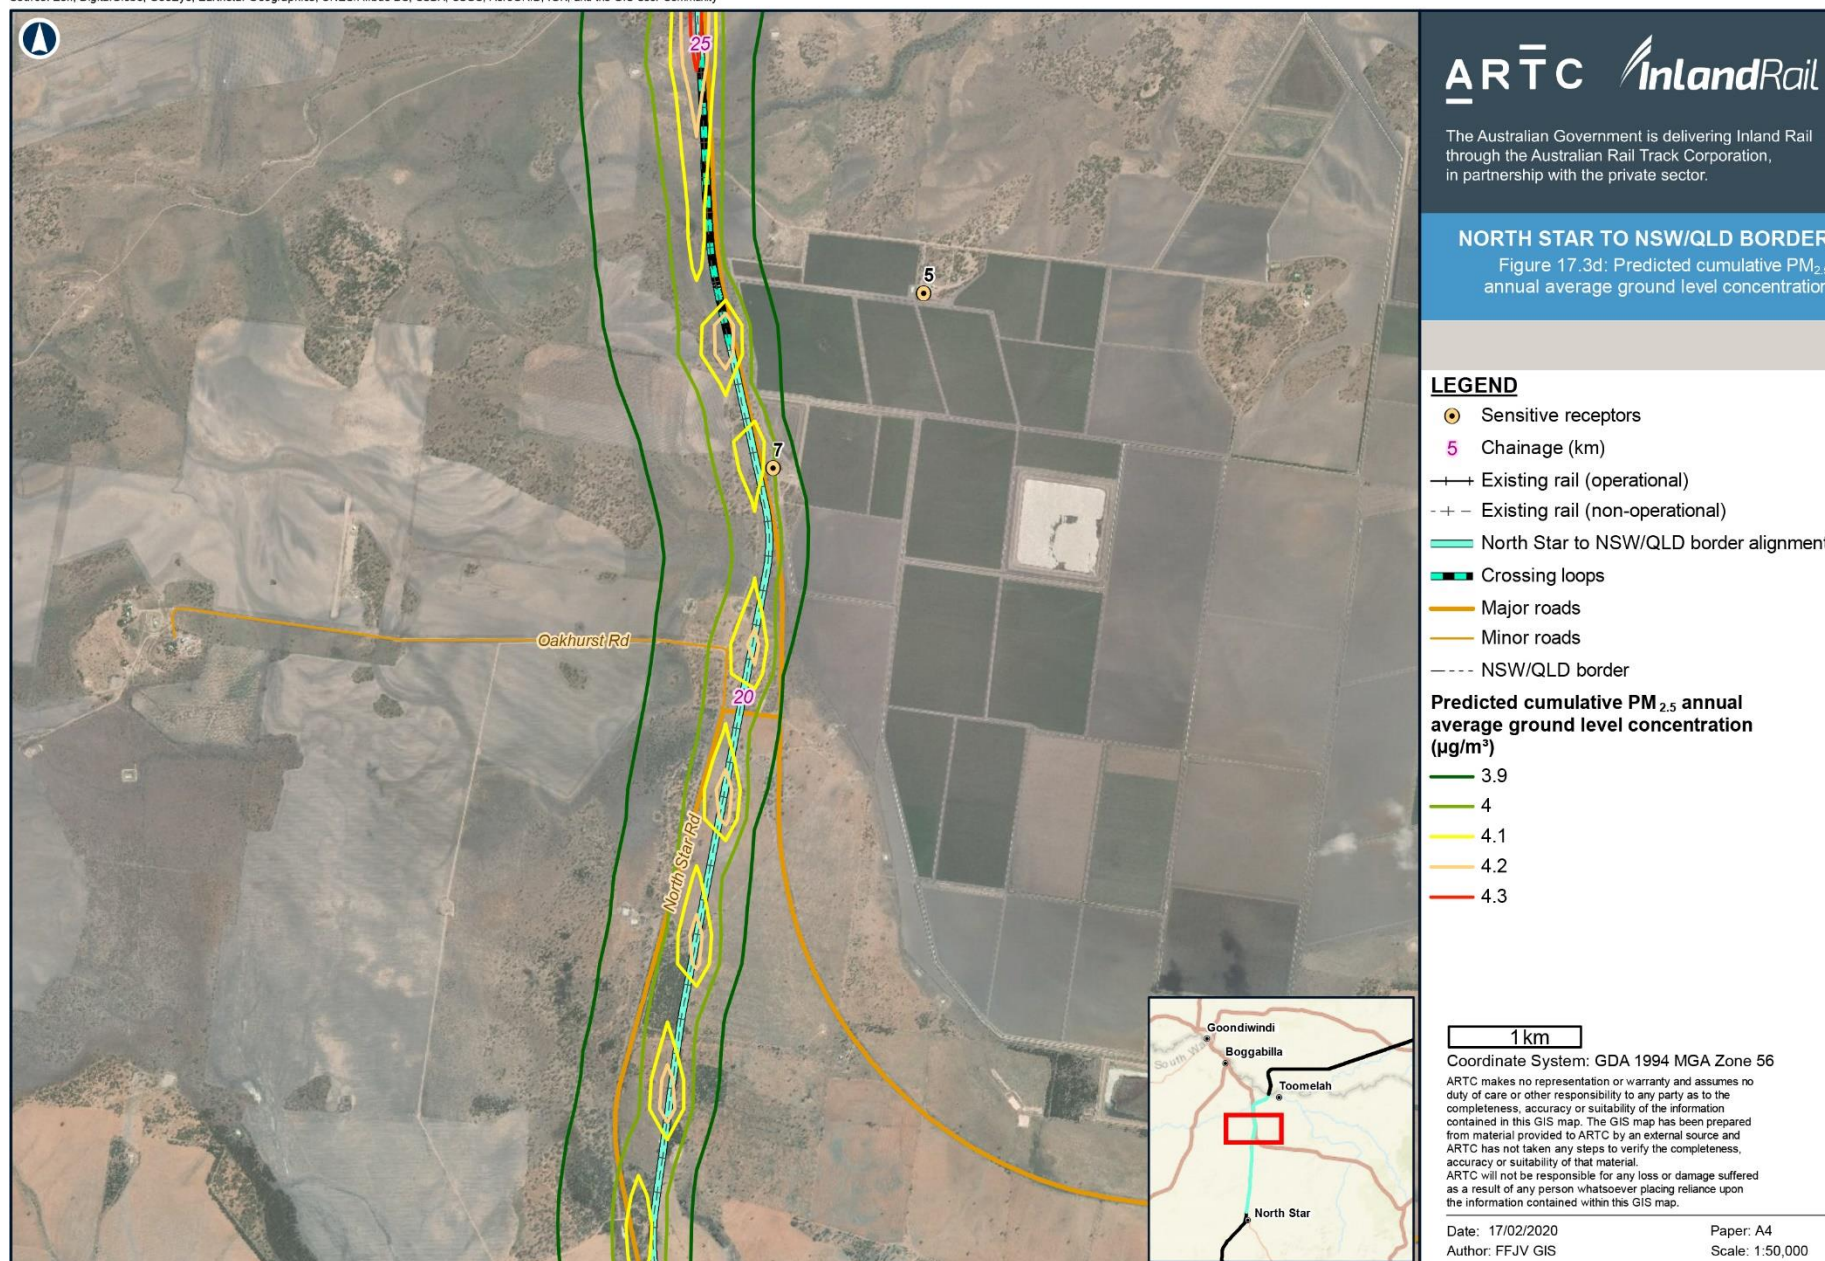 25
5
7
Oakhurst Rd
20
North Star Rd
Goondiwindi
Boggabilla
Toomelah
North Star
ARTC InlandRail
The Australian Government is delivering Inland Rail
through the Australian Rail Track Corporation,
in partnership with the private sector.
NORTH STAR TO NSW/QLD BORDER
Figure 17.3d: Predicted cumulative PM2.5
annual average ground level concentration
LEGEND
Sensitive receptors
5 Chainage (km)
Existing rail (operational)
Existing rail (non-operational)
North Star to NSW/QLD border alignment
Crossing loops
Major roads
Minor roads
NSW/QLD border
Predicted cumulative PM2.5 annual
average ground level concentration
(µg/m³)
3.9
4
4.1
4.2
4.3
1 km
Coordinate System: GDA 1994 MGA Zone 56
ARTC makes no representation or warranty and assumes no
duty of care or other responsibility to any party as to the
completeness, accuracy or suitability of the information
contained in this GIS map. The GIS map has been prepared
from material provided to ARTC by an external source and
ARTC has not taken any steps to verify the completeness,
accuracy or suitability of that material.
ARTC will not be responsible for any loss or damage suffered
as a result of any person whatsoever placing reliance upon
the information contained within this GIS map.
Date: 17/02/2020 Paper: A4
Author: FFJV GIS Scale: 1:50,000